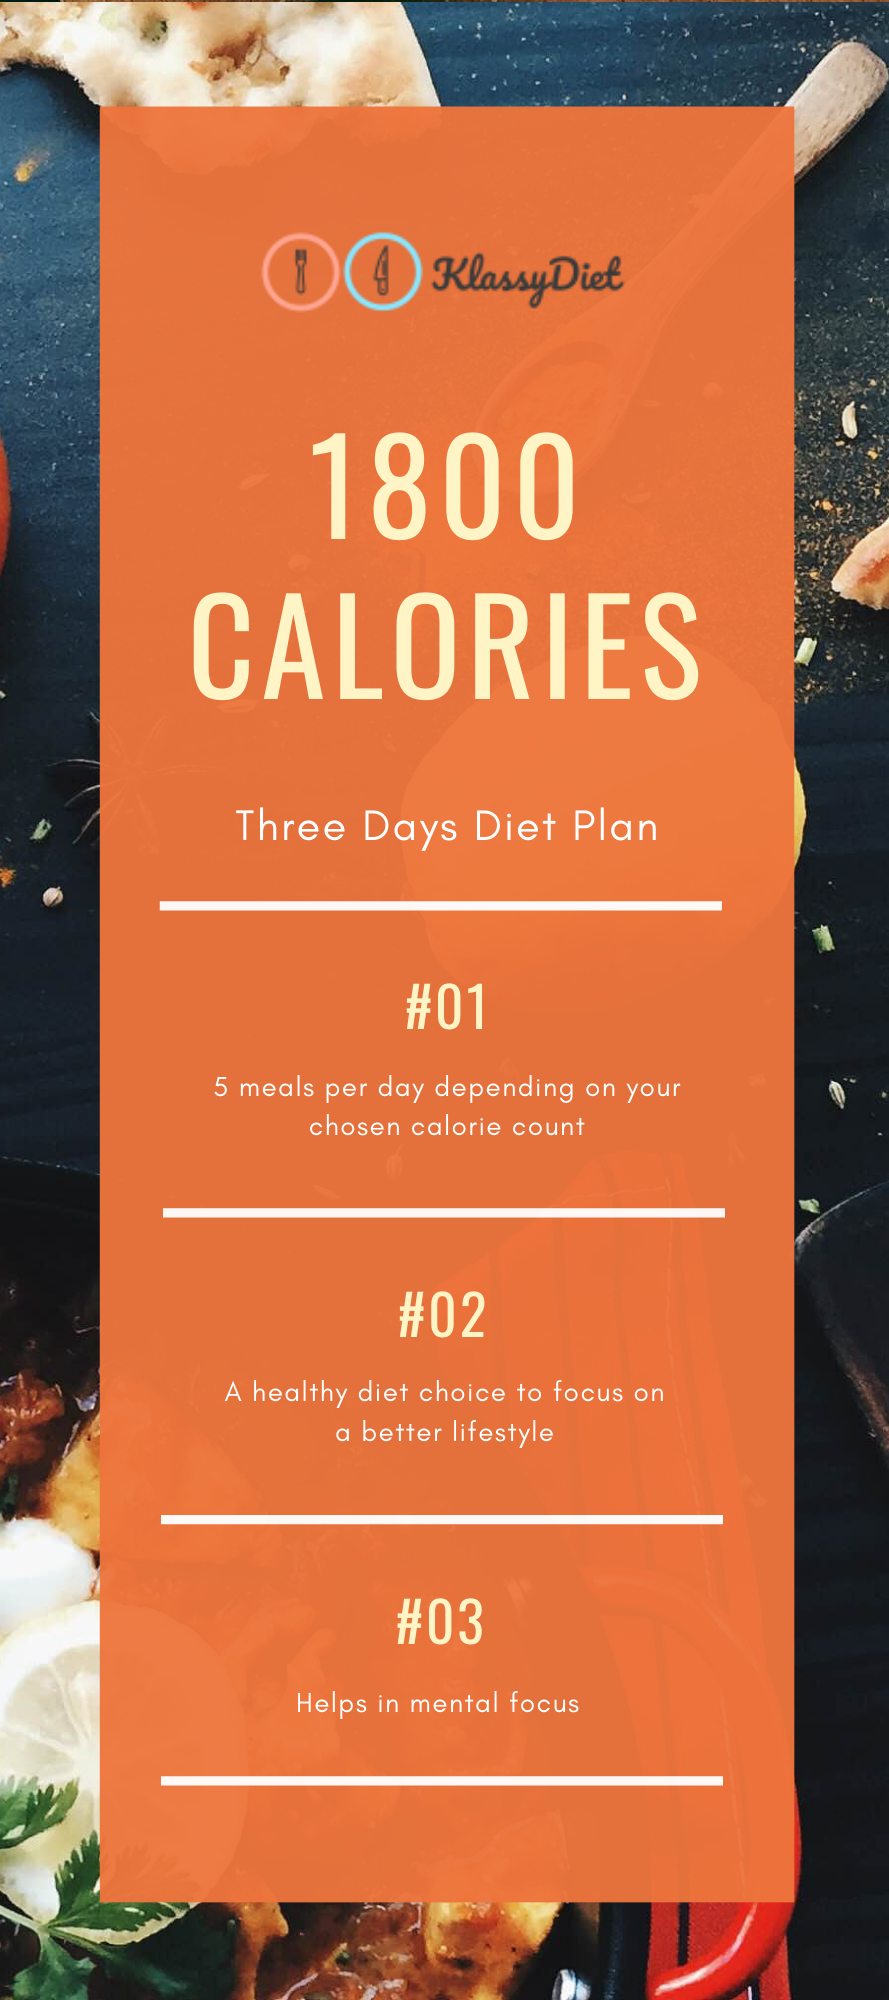 KlassyDiet
1800
CALORIES
Three Days Diet Plan
#01
5 meals per day depending on your
chosen calorie count
#02
A healthy diet choice to focus on
a better lifestyle
#03
Helps in mental focus